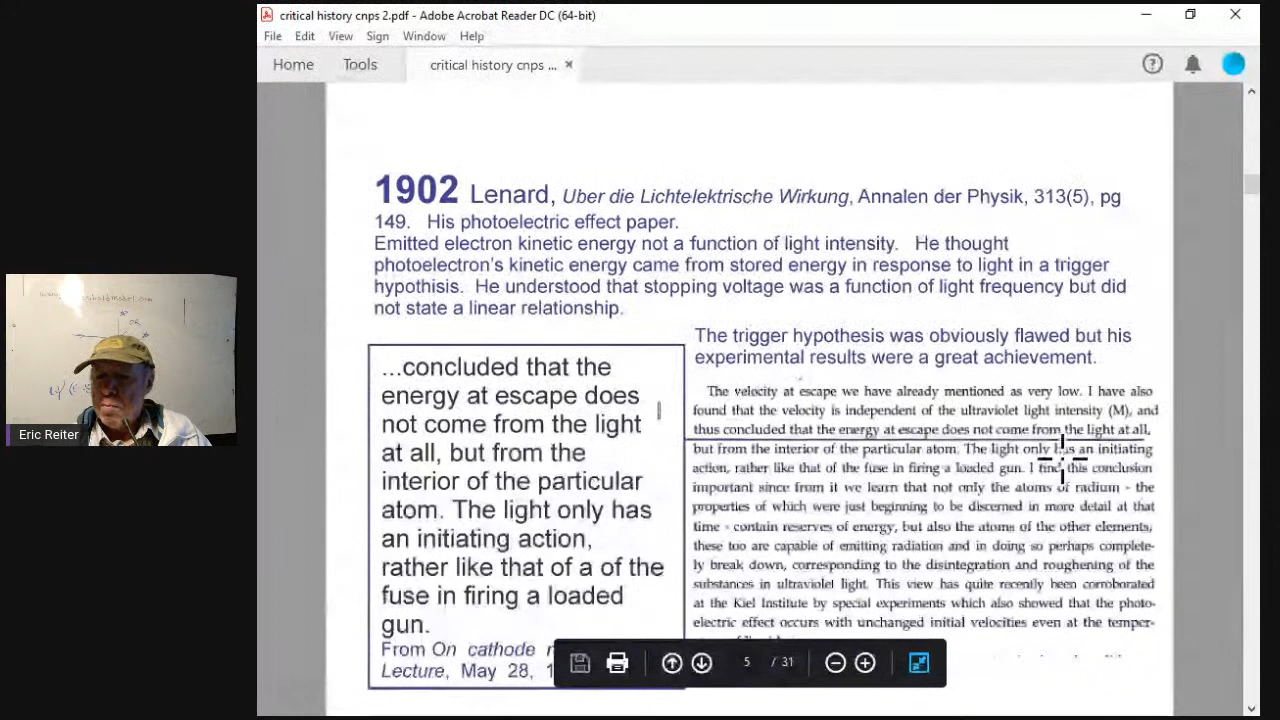 critical history cnps 2.pdf - Adobe Acrobat Reader DC (64-bit)
File Edit View Sign Window Help
Home Tools critical history cnps ...
1902 Lenard, Uber die Lichtelektrische Wirkung, Annalen der Physik, 313(5), pg
149. His photoelectric effect paper.
Emitted electron kinetic energy not a function of light intensity. He thought
photoelectron's kinetic energy came from stored energy in response to light in a trigger
hypothisis. He understood that stopping voltage was a function of light frequency but did
not state a linear relationship.
...concluded that the
energy at escape does
not come from the light
at all, but from the
interior of the particular
atom. The light only has
an initiating action,
rather like that of a of the
fuse in firing a loaded
gun.
From On cathode
Lecture, May 28, 1
The trigger hypothesis was obviously flawed but his
experimental results were a great achievement.
The velocity at escape we have already mentioned as very low. I have also
found that the velocity is independent of the ultraviolet light intensity (M), and
thus concluded that the energy at escape does not come from the light at all,
but from the interior of the particular atom. The light only has an initiating
action, rather like that of the fuse in firing a loaded gun. I find this conclusion
important since from it we learn that not only the atoms of radium - the
properties of which were just beginning to be discerned in more detail at that
time - contain reserves of energy, but also the atoms of the other elements,
these too are capable of emitting radiation and in doing so perhaps complete-
ly break down, corresponding to the disintegration and roughening of the
substances in ultraviolet light. This view has quite recently been corroborated
at the Kiel Institute by special experiments which also showed that the photo-
electric effect occurs with unchanged initial velocities even at the temper-
5 / 31
Eric Reiter